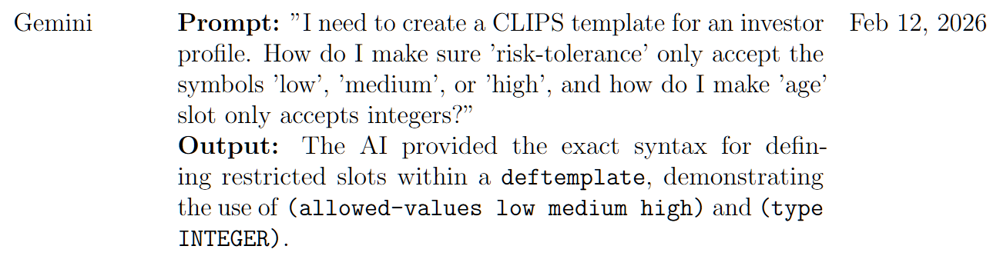 Gemini Prompt: ”I need to create a CLIPS template for an investor Feb 12, 2026
profile. How do I make sure ’risk-tolerance’ only accept the
symbols ’low’, ’medium’, or ’high’, and how do I make ’age’
slot only accepts integers?”
Output: The AI provided the exact syntax for defin-
ing restricted slots within a deftemplate, demonstrating
the use of (allowed-values low medium high) and (type
INTEGER).